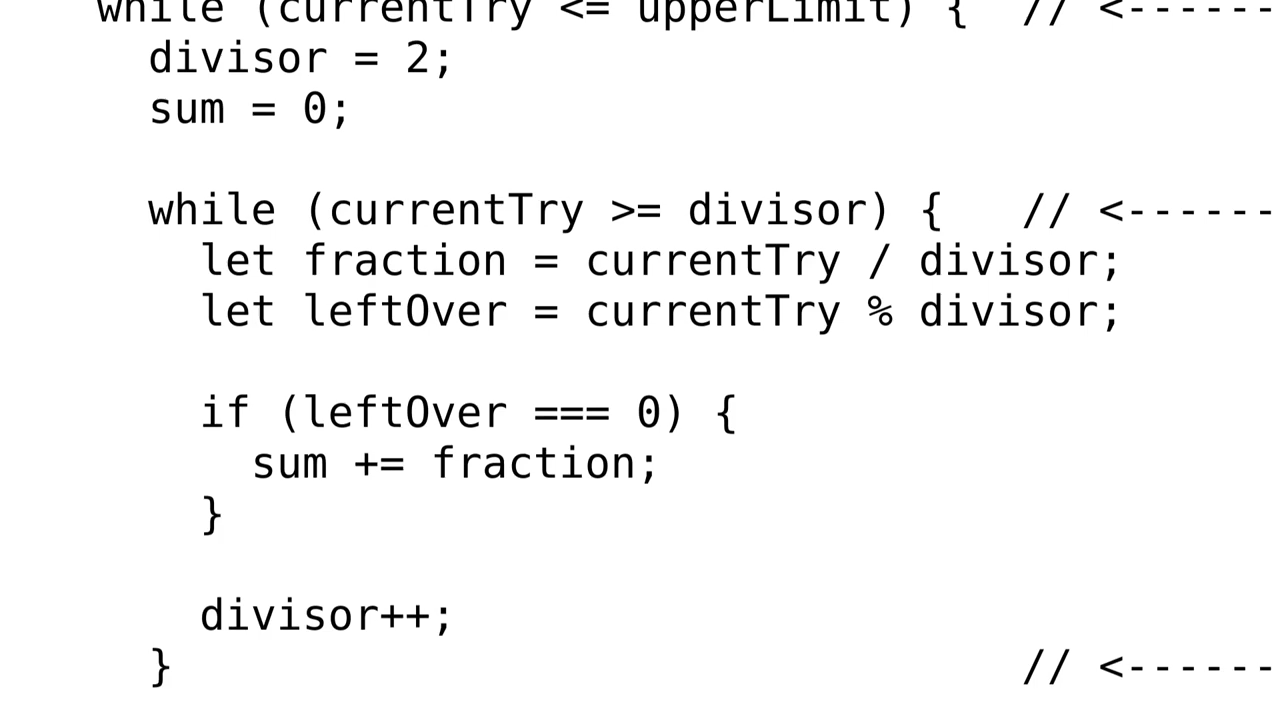 while (currentTry <= upperLimit) {  // <------
  divisor = 2;
  sum = 0;

  while (currentTry >= divisor) {   // <------
    let fraction = currentTry / divisor;
    let leftOver = currentTry % divisor;

    if (leftOver === 0) {
      sum += fraction;
    }

    divisor++;
  }                                 // <------